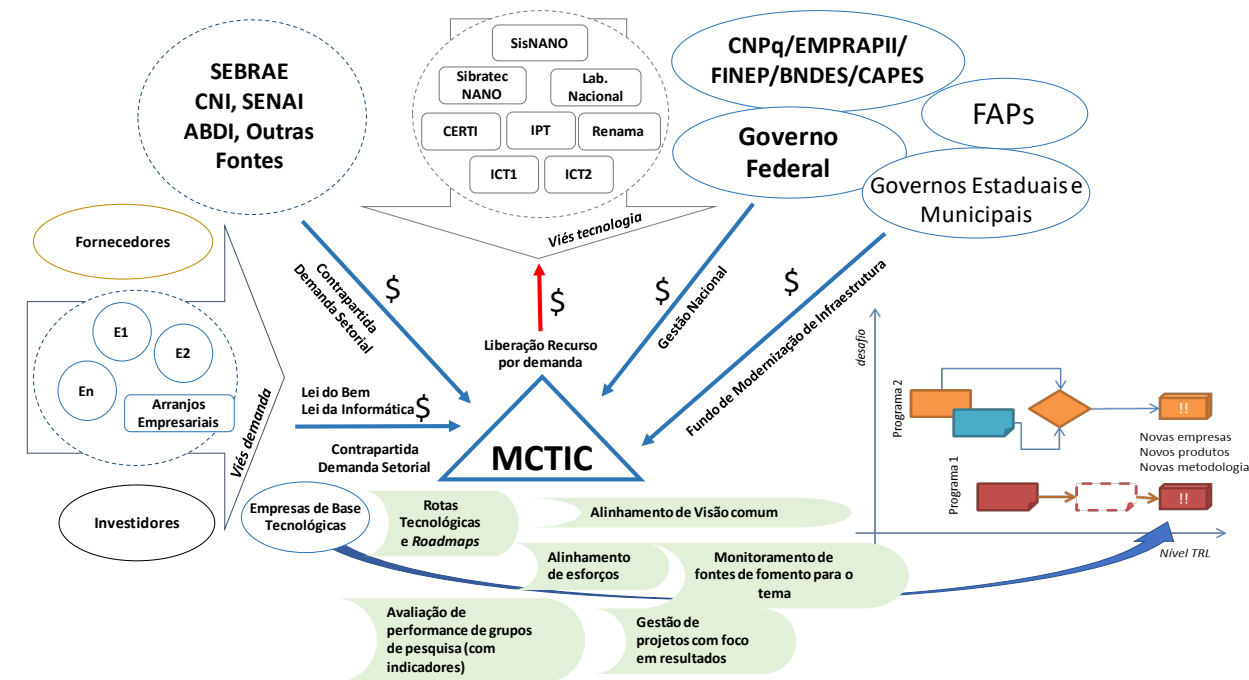 SEBRAE
CNI, SENAI
ABDI, Outras
Fontes
SisNANO
Sibratec
NANO
Lab.
Nacional
CERTI
IPT
Renama
ICT1
ICT2
Viés tecnologia
CNPq/EMPRAPII/
FINEP/BNDES/CAPES
FAPs
Governo
Federal
Governos Estaduais e
Municipais
Fornecedores
E1
E2
En
Arranjos
Empresariais
Viés demanda
Investidores
Contrapartida
Demanda Setorial
$
$
Liberação Recurso
por demanda
$
Gestão Nacional
$
Fundo de Modernização de Infraestrutura
Lei do Bem
Lei da Informática
$
Contrapartida
Demanda Setorial
MCTIC
desafio
Programa 2
!!
Novas empresas
Novos produtos
Novas metodologia
Programa 1
!!
Nível TRL
Empresas de Base
Tecnológicas
Rotas
Tecnológicas
e Roadmaps
Alinhamento de Visão comum
Alinhamento
de esforços
Monitoramento de
fontes de fomento para o
tema
Avaliação de
performance de grupos
de pesquisa (com
indicadores)
Gestão de
projetos com foco
em resultados